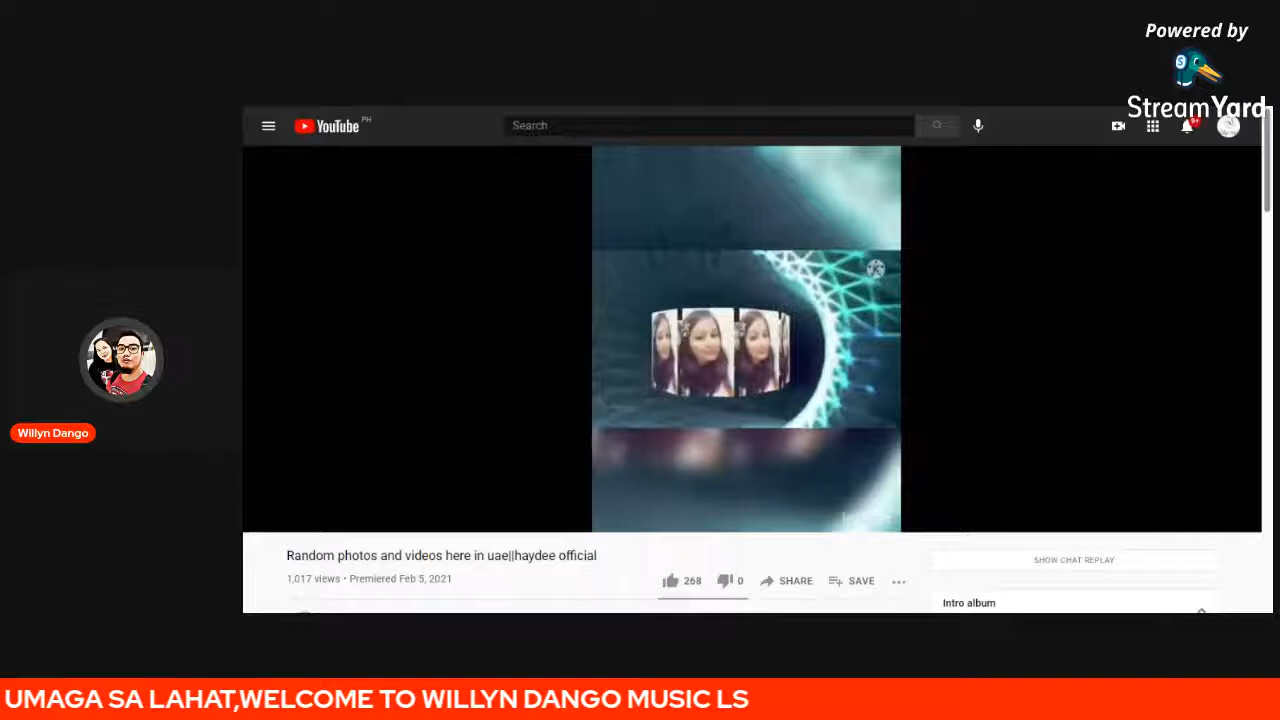 Powered by
StreamYard
YouTube PH
Search
9+
Willyn Dango
Random photos and videos here in uae||haydee official
1,017 views • Premiered Feb 5, 2021
268
0
SHARE
SAVE
SHOW CHAT REPLAY
Intro album
UMAGA SA LAHAT,WELCOME TO WILLYN DANGO MUSIC LS